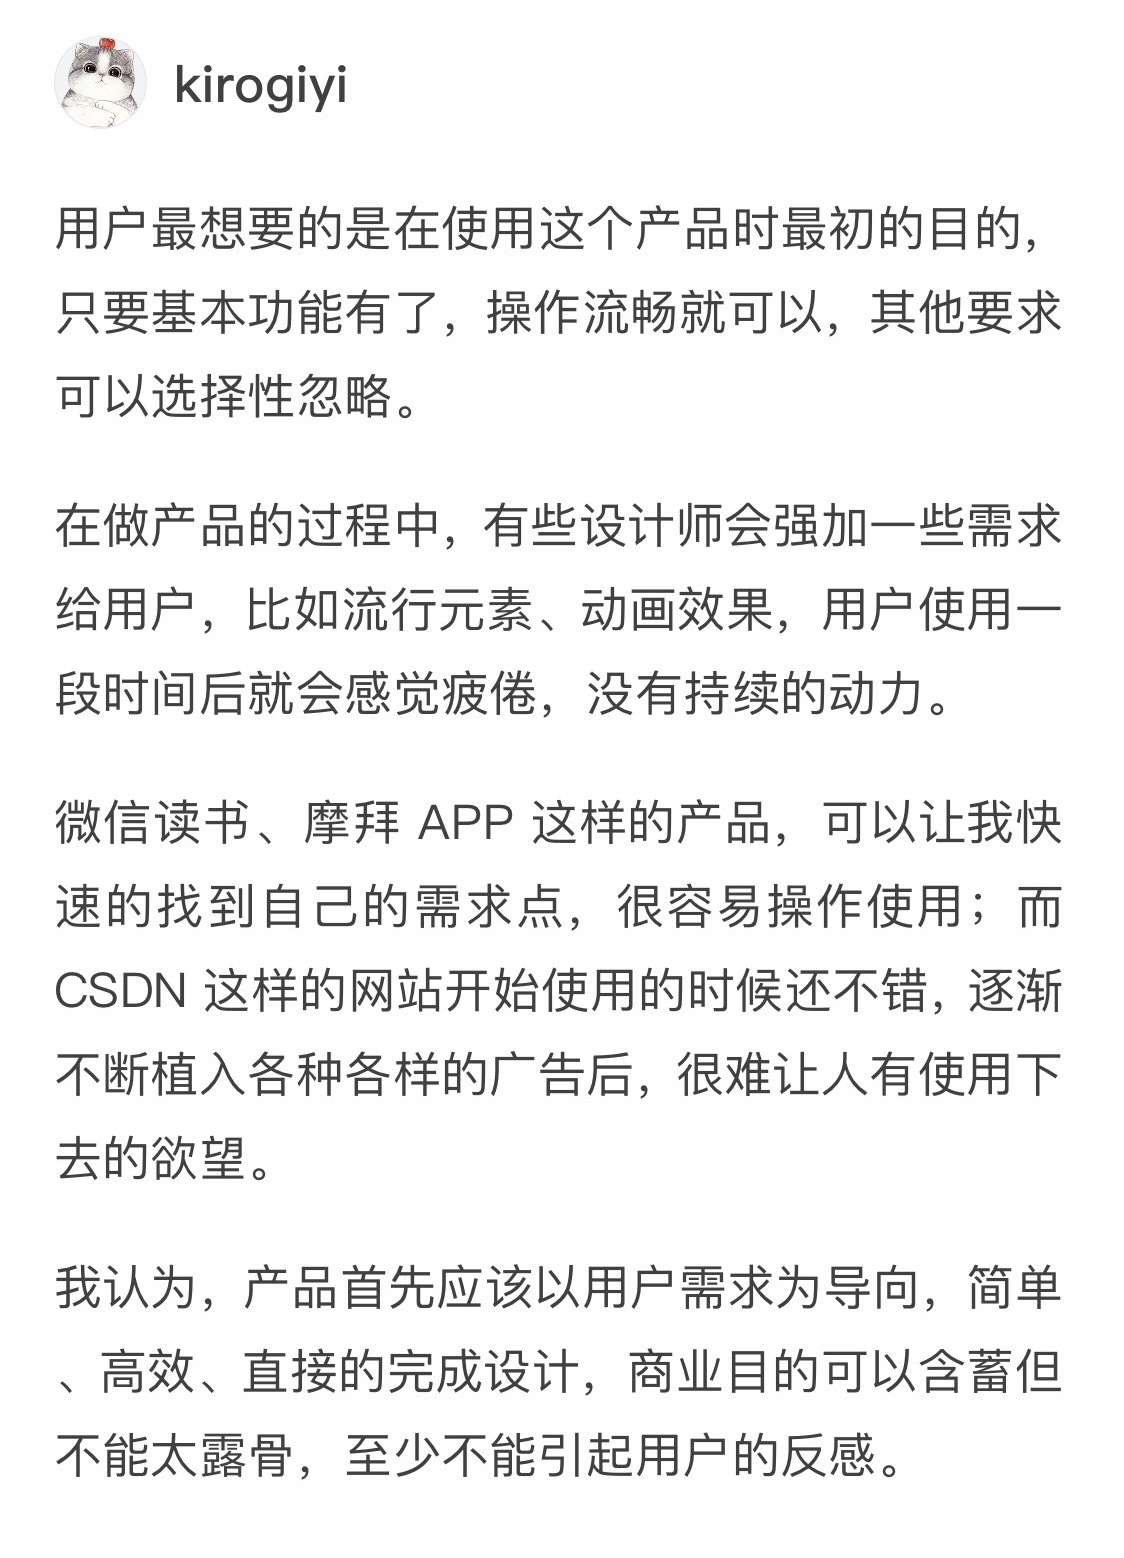 kirogiyi
用户最想要的是在使用这个产品时最初的目的，
只要基本功能有了，操作流畅就可以，其他要求
可以选择性忽略。
在做产品的过程中，有些设计师会强加一些需求
给用户，比如流行元素、动画效果，用户使用一
段时间后就会感觉疲倦，没有持续的动力。
微信读书、摩拜 APP 这样的产品，可以让我快
速的找到自己的需求点，很容易操作使用；而
CSDN 这样的网站开始使用的时候还不错，逐渐
不断植入各种各样的广告后，很难让人有使用下
去的欲望。
我认为，产品首先应该以用户需求为导向，简单
、高效、直接的完成设计，商业目的可以含蓄但
不能太露骨，至少不能引起用户的反感。